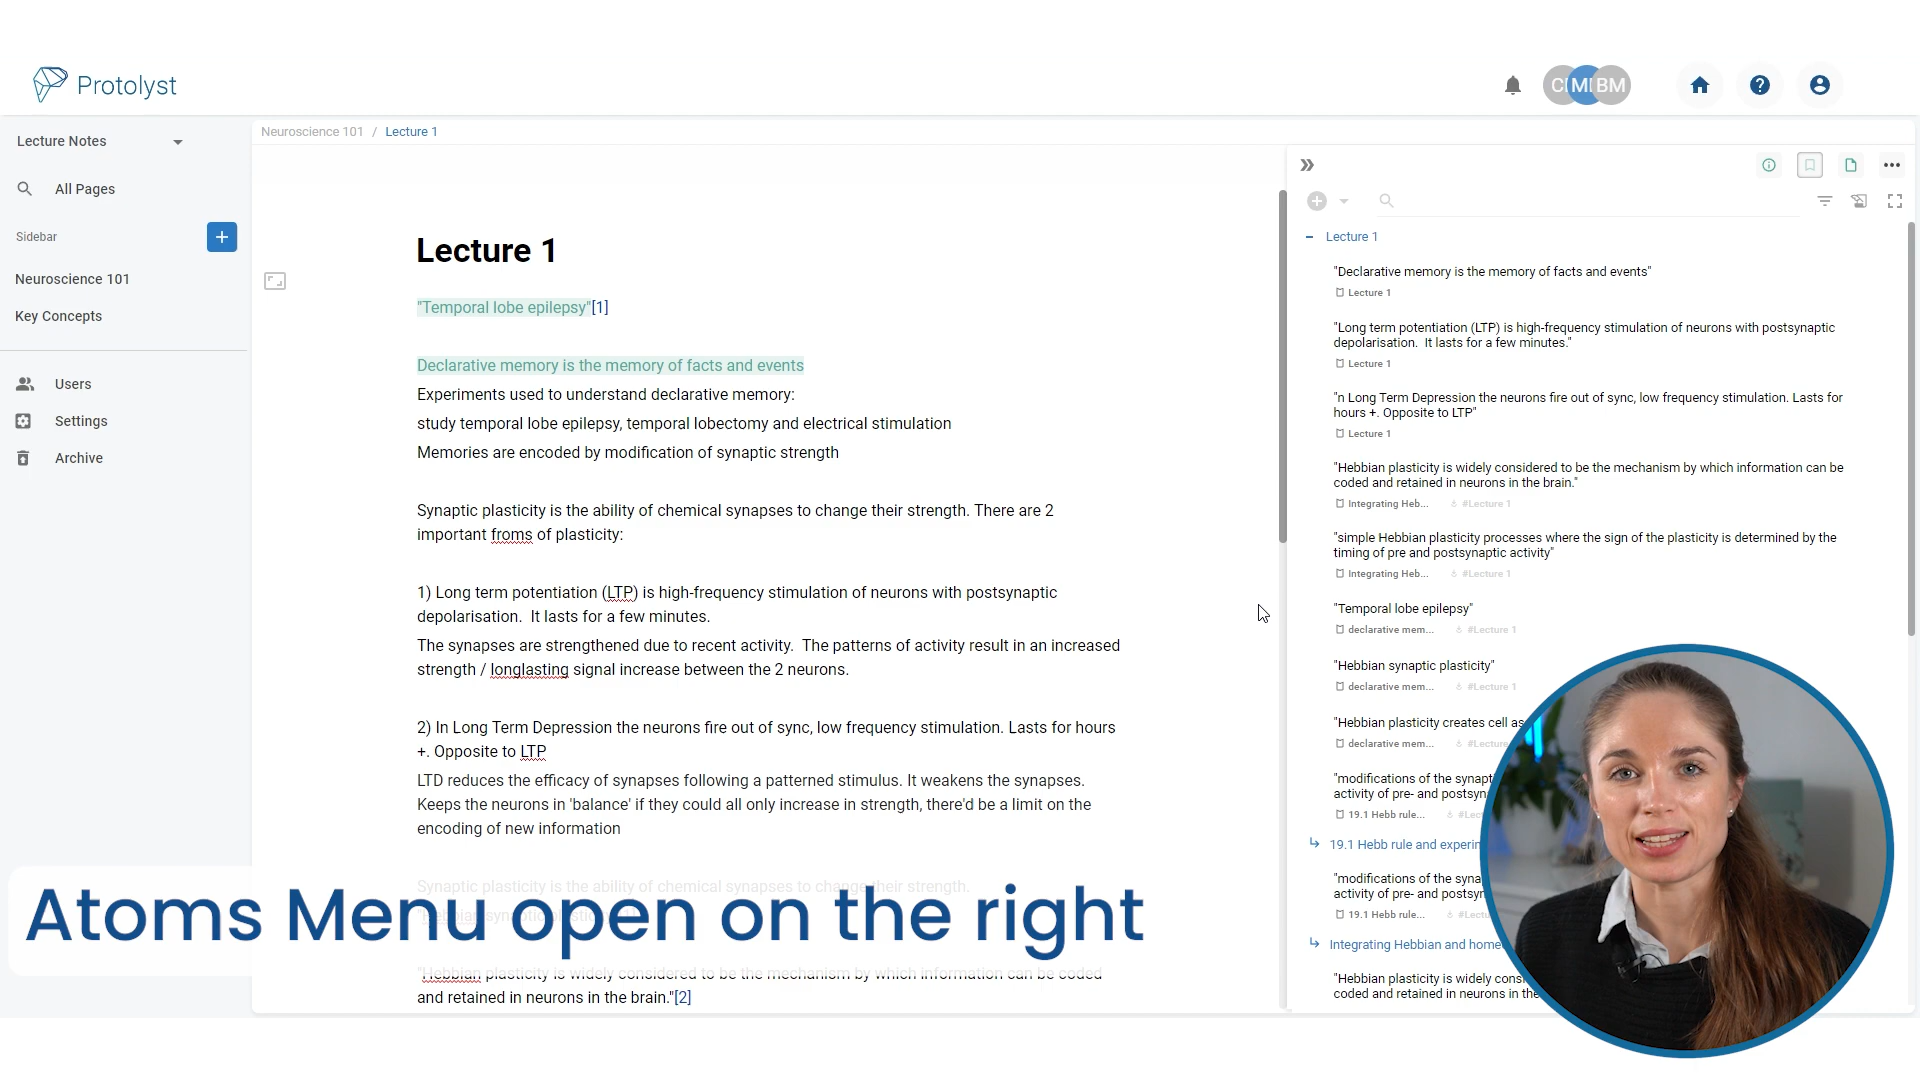 Protolyst
CI MI BM
Lecture Notes
All Pages
Sidebar
Neuroscience 101
Key Concepts
Users
Settings
Archive
Neuroscience 101 / Lecture 1
Lecture 1
"Temporal lobe epilepsy"[1]
Declarative memory is the memory of facts and events
Experiments used to understand declarative memory:
study temporal lobe epilepsy, temporal lobectomy and electrical stimulation
Memories are encoded by modification of synaptic strength
Synaptic plasticity is the ability of chemical synapses to change their strength. There are 2
important froms of plasticity:
1) Long term potentiation (LTP) is high-frequency stimulation of neurons with postsynaptic
depolarisation.  It lasts for a few minutes.
The synapses are strengthened due to recent activity.  The patterns of activity result in an increased
strength / longlasting signal increase between the 2 neurons.
2) In Long Term Depression the neurons fire out of sync, low frequency stimulation. Lasts for hours
+. Opposite to LTP
LTD reduces the efficacy of synapses following a patterned stimulus. It weakens the synapses.
Keeps the neurons in 'balance' if they could all only increase in strength, there'd be a limit on the
encoding of new information
Synaptic plasticity is the ability of chemical synapses to change their strength.
"Hebbian plasticity is widely considered to be the mechanism by which information can be coded
and retained in neurons in the brain."[2]
Atoms Menu open on the right
Lecture 1
"Declarative memory is the memory of facts and events"
Lecture 1
"Long term potentiation (LTP) is high-frequency stimulation of neurons with postsynaptic
depolarisation.  It lasts for a few minutes."
Lecture 1
"n Long Term Depression the neurons fire out of sync, low frequency stimulation. Lasts for
hours +. Opposite to LTP"
Lecture 1
"Hebbian plasticity is widely considered to be the mechanism by which information can be
coded and retained in neurons in the brain."
Integrating Heb... #Lecture 1
"simple Hebbian plasticity processes where the sign of the plasticity is determined by the
timing of pre and postsynaptic activity"
Integrating Heb... #Lecture 1
"Temporal lobe epilepsy"
declarative mem... #Lecture 1
"Hebbian synaptic plasticity"
declarative mem... #Lecture 1
"Hebbian plasticity creates cell as
declarative mem... #Lecture
"modifications of the synapt
activity of pre- and postsyn
19.1 Hebb rule... #Lect
19.1 Hebb rule and experin
"modifications of the syna
activity of pre- and postsyn
19.1 Hebb rule... #Lect
Integrating Hebbian and home
"Hebbian plasticity is widely cons
coded and retained in neurons in the